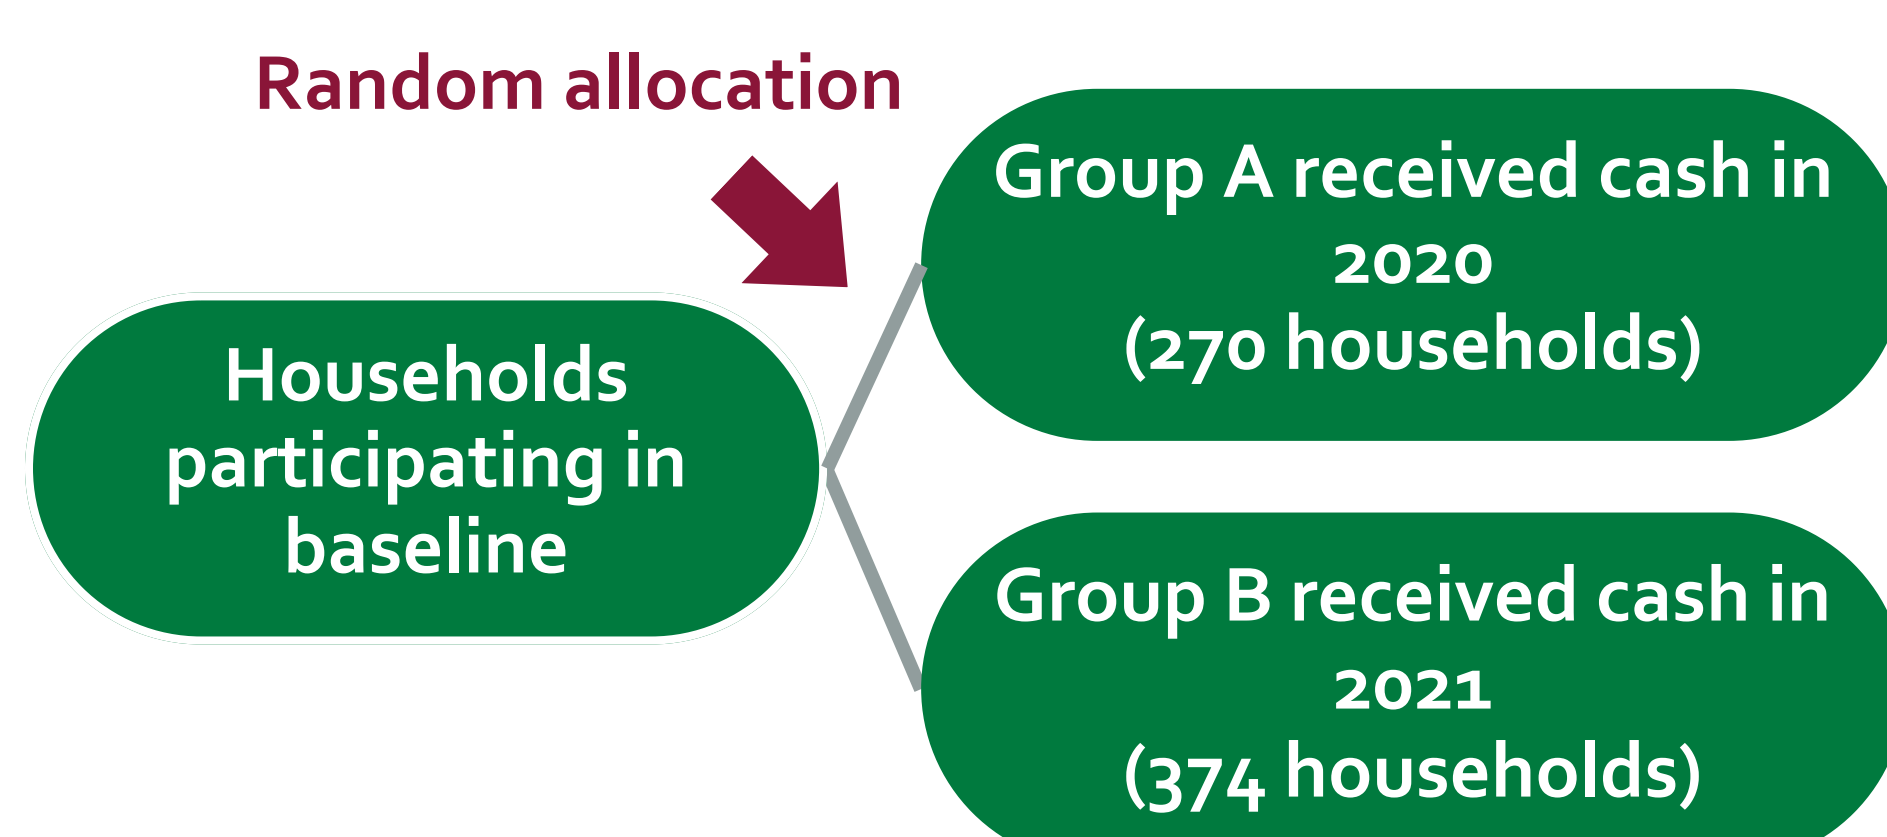 Random allocation
Group A received cash in
2020
(270 households)
Households
participating in
baseline
Group B received cash in
2021
(374 households)